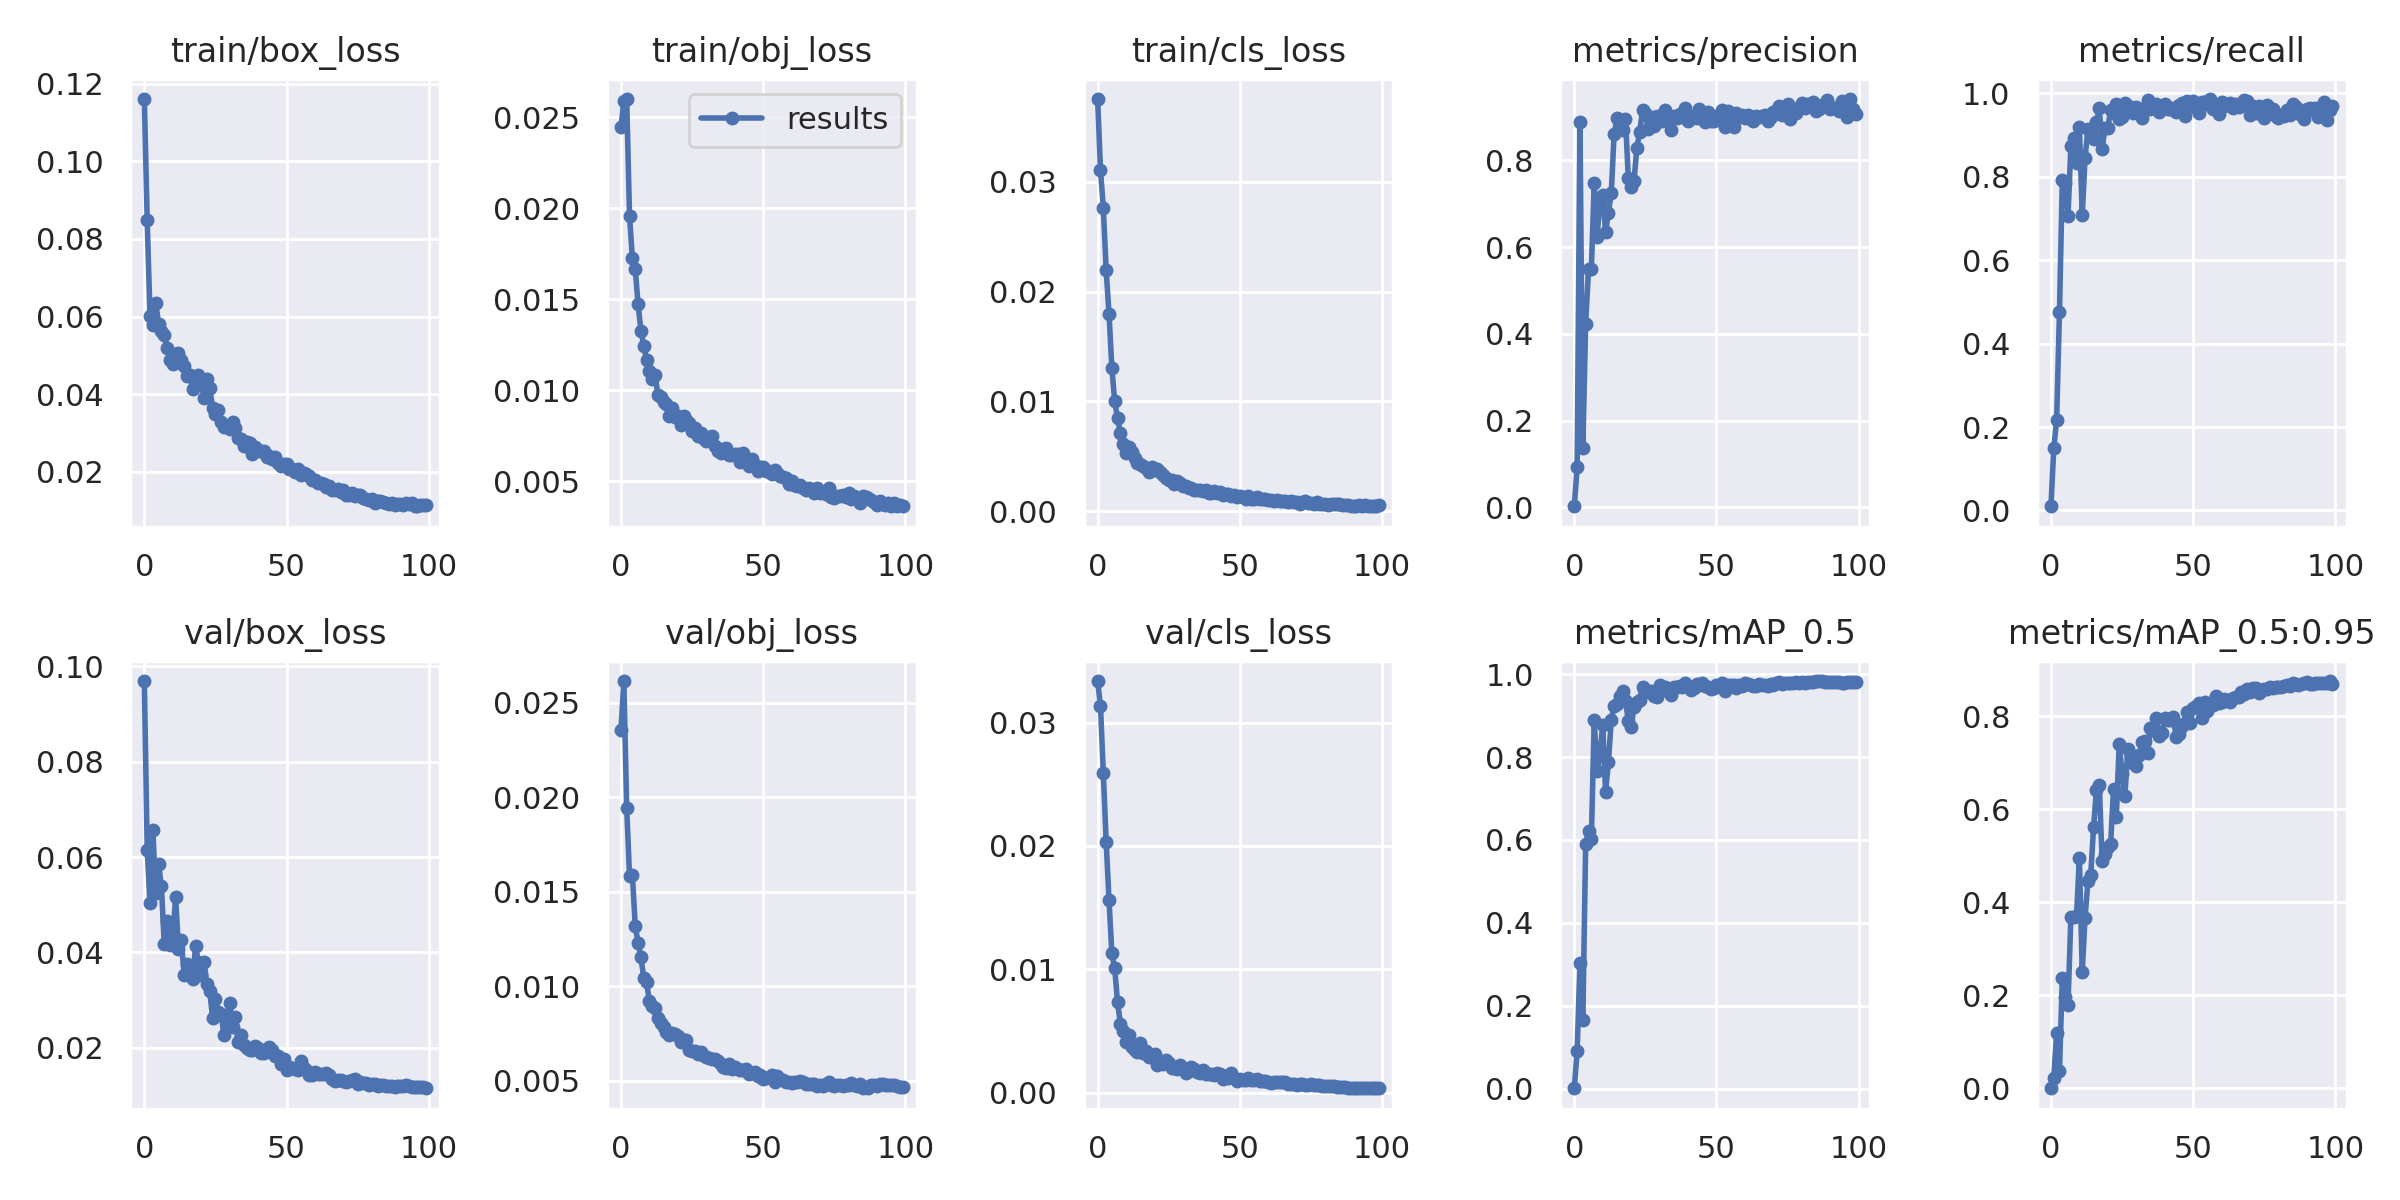 train/box_loss
train/obj_loss
train/cls_loss
metrics/precision
metrics/recall
0.12
0.10
0.08
0.06
0.04
0.02
0 50 100
results
0.025
0.020
0.015
0.010
0.005
0 50 100
0.03
0.02
0.01
0.00
0 50 100
0.8
0.6
0.4
0.2
0.0
0 50 100
1.0
0.8
0.6
0.4
0.2
0.0
0 50 100
val/box_loss
val/obj_loss
val/cls_loss
metrics/mAP_0.5
metrics/mAP_0.5:0.95
0.10
0.08
0.06
0.04
0.02
0 50 100
0.025
0.020
0.015
0.010
0.005
0 50 100
0.03
0.02
0.01
0.00
0 50 100
1.0
0.8
0.6
0.4
0.2
0.0
0 50 100
0.8
0.6
0.4
0.2
0.0
0 50 100